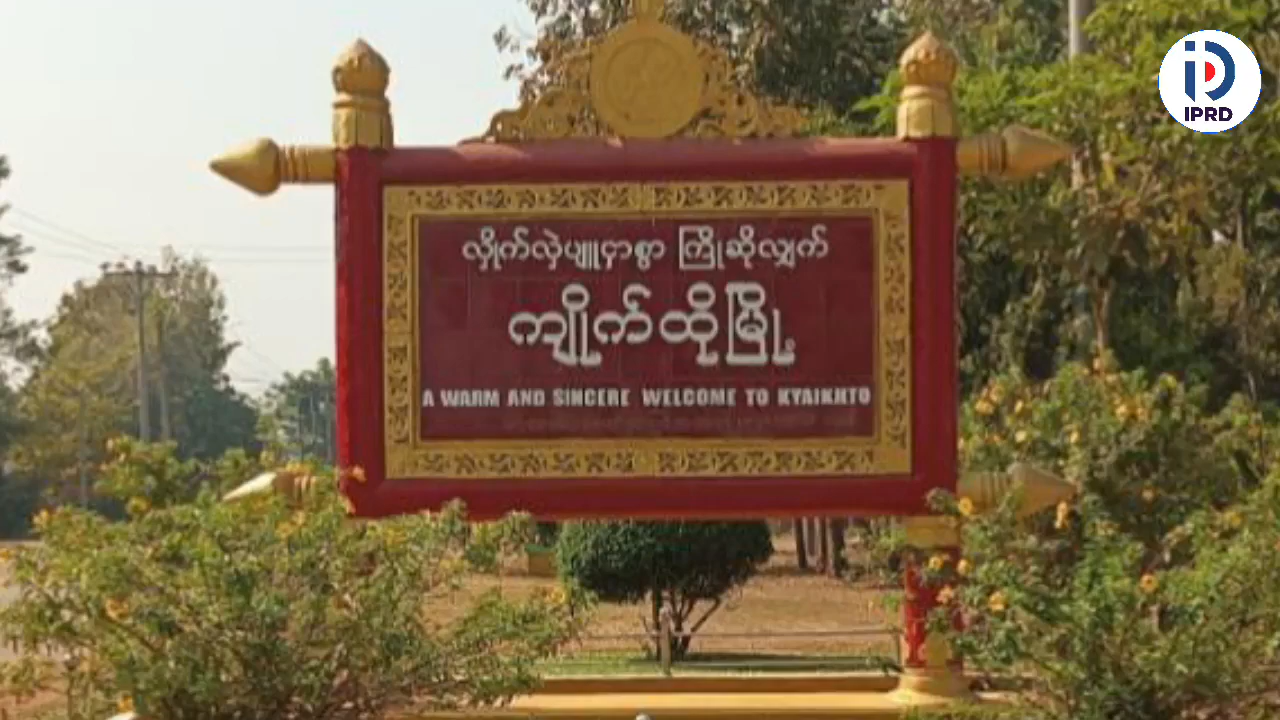 လှိုက်လှဲပျူငှာစွာ ကြိုဆိုလျှက်
ကျိုက်ထိုမြို့
A WARM AND SINCERE WELCOME TO KYAIKHTO
IPRD